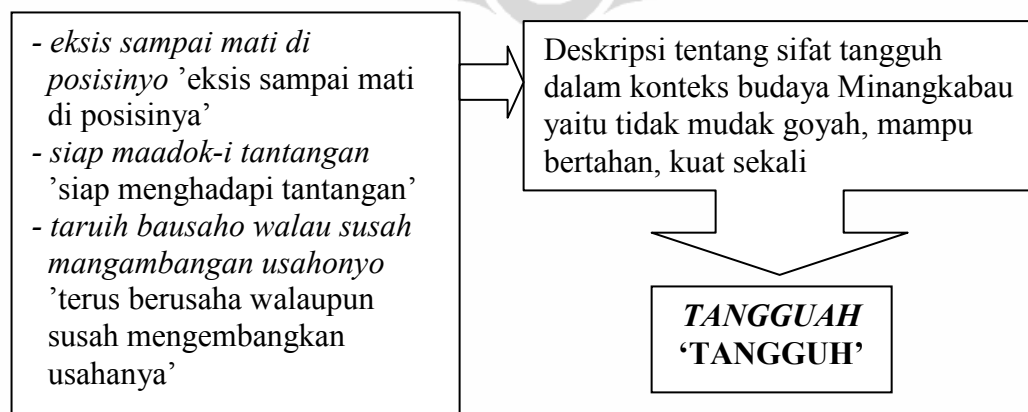 - eksis sampai mati di
posisinyo ’eksis sampai mati
di posisinya’
- siap maadok-i tantangan
’siap menghadapi tantangan’
- taruih bausaho walau susah
mangambangan usahonyo
’terus berusaha walaupun
susah mengembangkan
usahanya’
Deskripsi tentang sifat tangguh
dalam konteks budaya Minangkabau
yaitu tidak mudak goyah, mampu
bertahan, kuat sekali
TANGGUAH
‘TANGGUH’